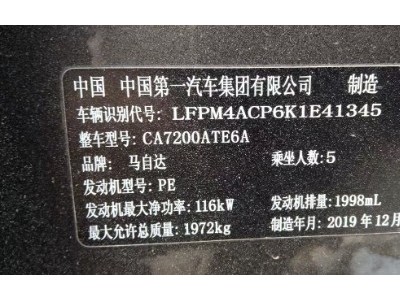 中国 中国第一汽车集团有限公司 制造
车辆识别代号: LFPM4ACP6K1E41345
整车型号: CA7200ATE6A
品牌: 马自达 乘坐人数: 5
发动机型号: PE
发动机最大净功率: 116kW 发动机排量: 1998mL
最大允许总质量: 1972kg 制造年月: 2019 年 12 月